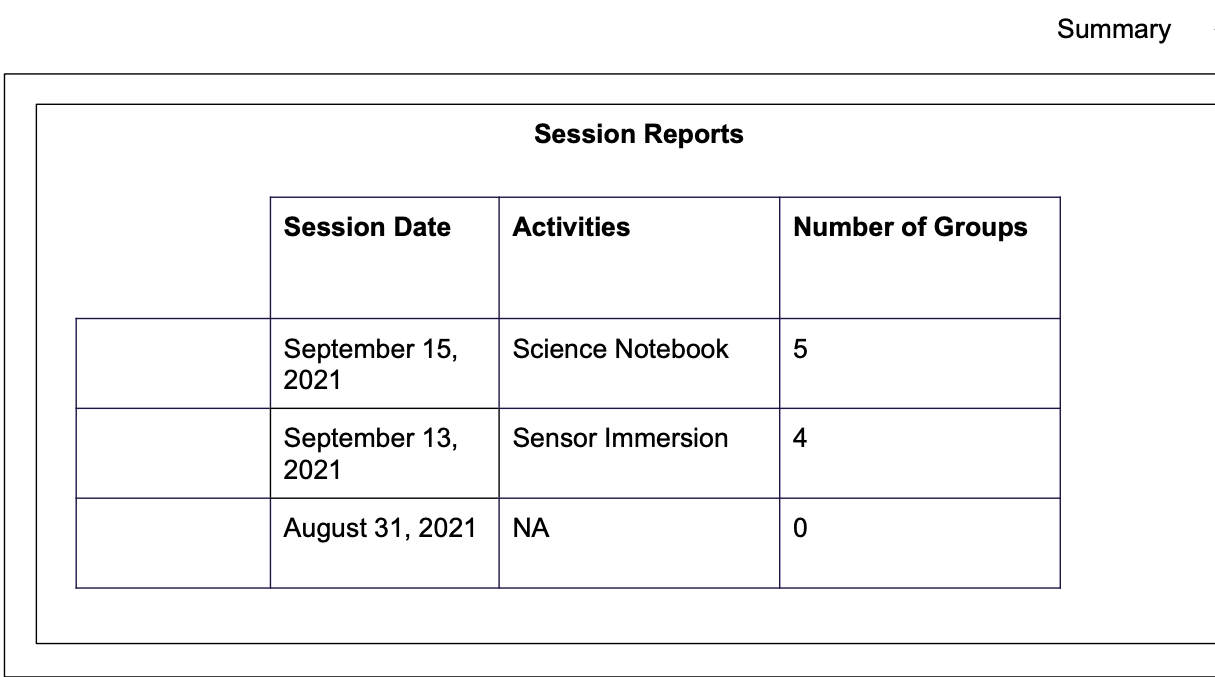 Summary
Session Reports
Session Date Activities Number of Groups
September 15, Science Notebook 5
2021
September 13, Sensor Immersion 4
2021
August 31, 2021 NA 0